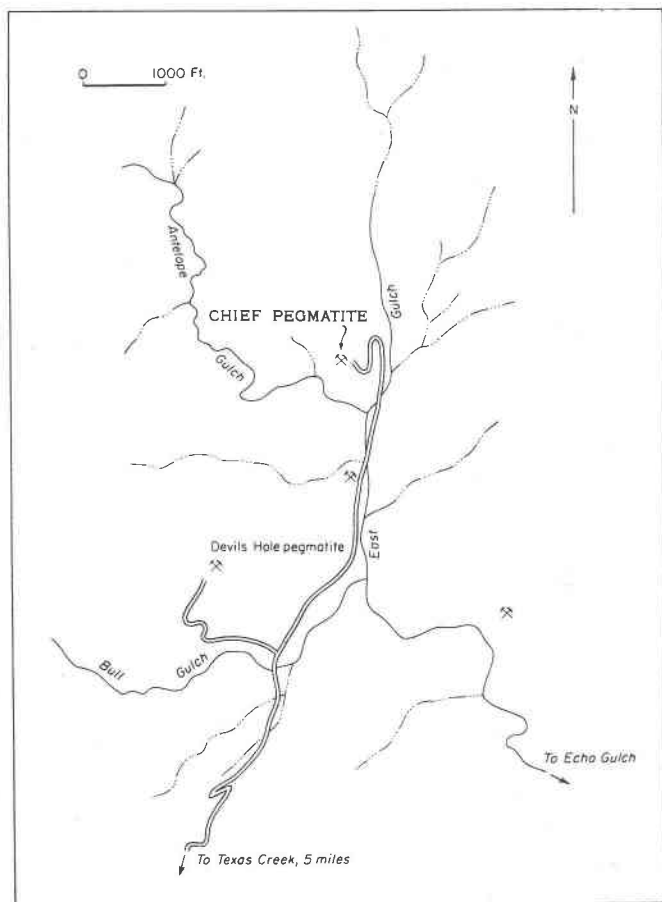 0 1000 Ft.
N
Antelope
Gulch
CHIEF PEGMATITE
Gulch
Devils Hole pegmatite
East
Bull
Gulch
To Echo Gulch
To Texas Creek, 5 miles